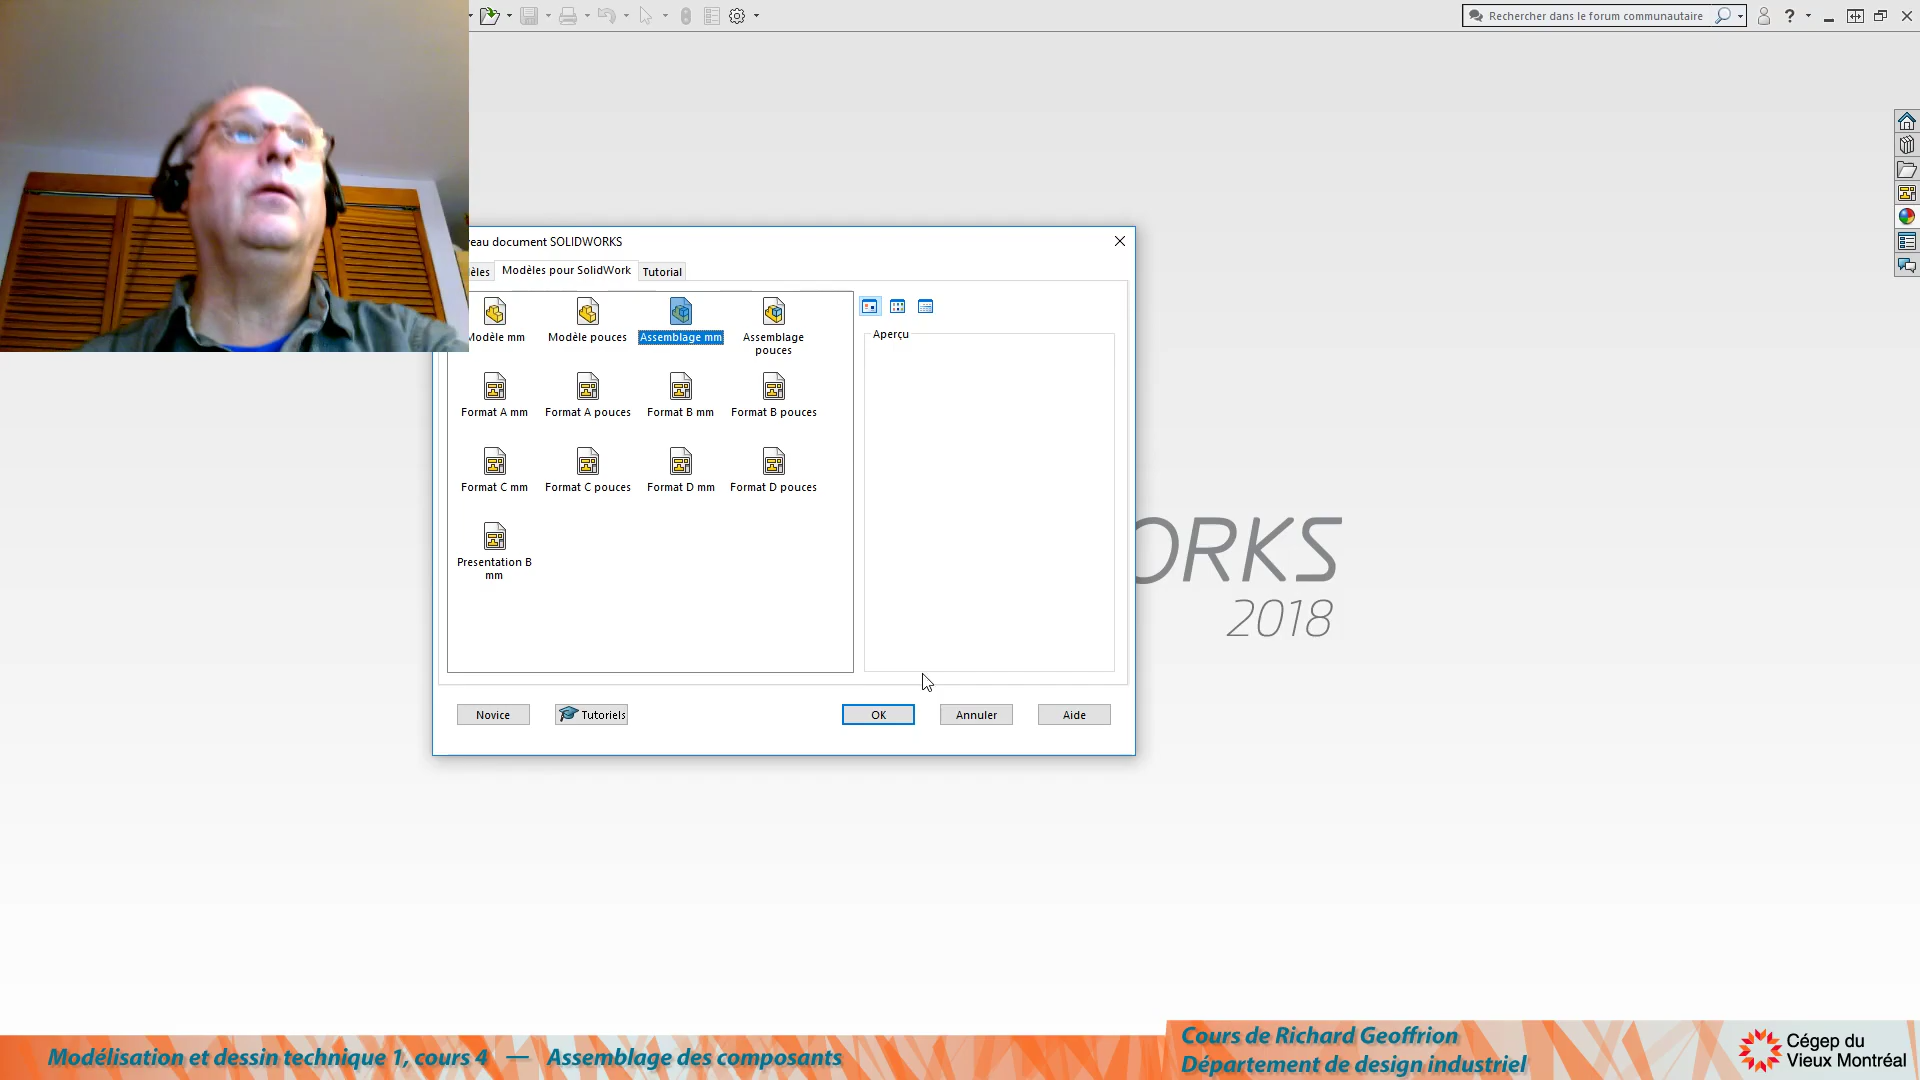 Rechercher dans le forum communautaire
?
eau document SOLIDWORKS
èles
Modèles pour SolidWork
Tutorial
Modèle mm
Modèle pouces
Assemblage mm
Assemblage
pouces
Aperçu
Format A mm
Format A pouces
Format B mm
Format B pouces
Format C mm
Format C pouces
Format D mm
Format D pouces
Presentation B
mm
ORKS
2018
Novice
Tutoriels
OK
Annuler
Aide
Modélisation et dessin technique 1, cours 4 — Assemblage des composants
Cours de Richard Geoffrion
Département de design industriel
Cégep du
Vieux Montréal